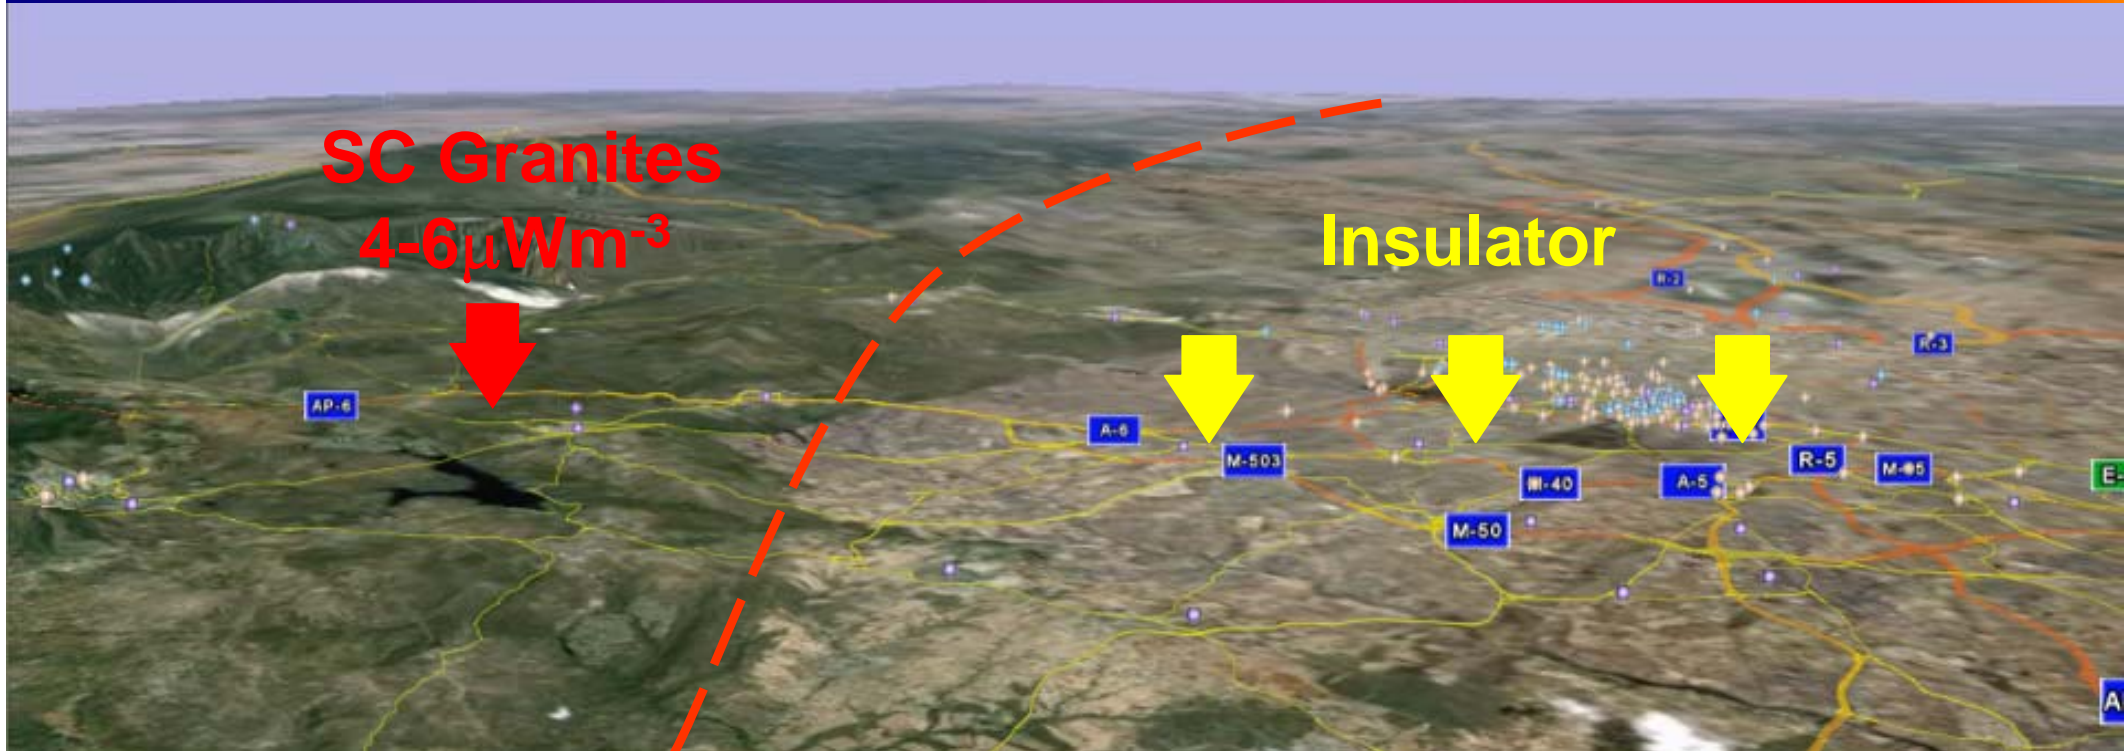 SC Granites
4-6μWm-3
Insulator
R-2
R-3
AP-6
A-6
M-503
M-40
A-5
R-5
M-50